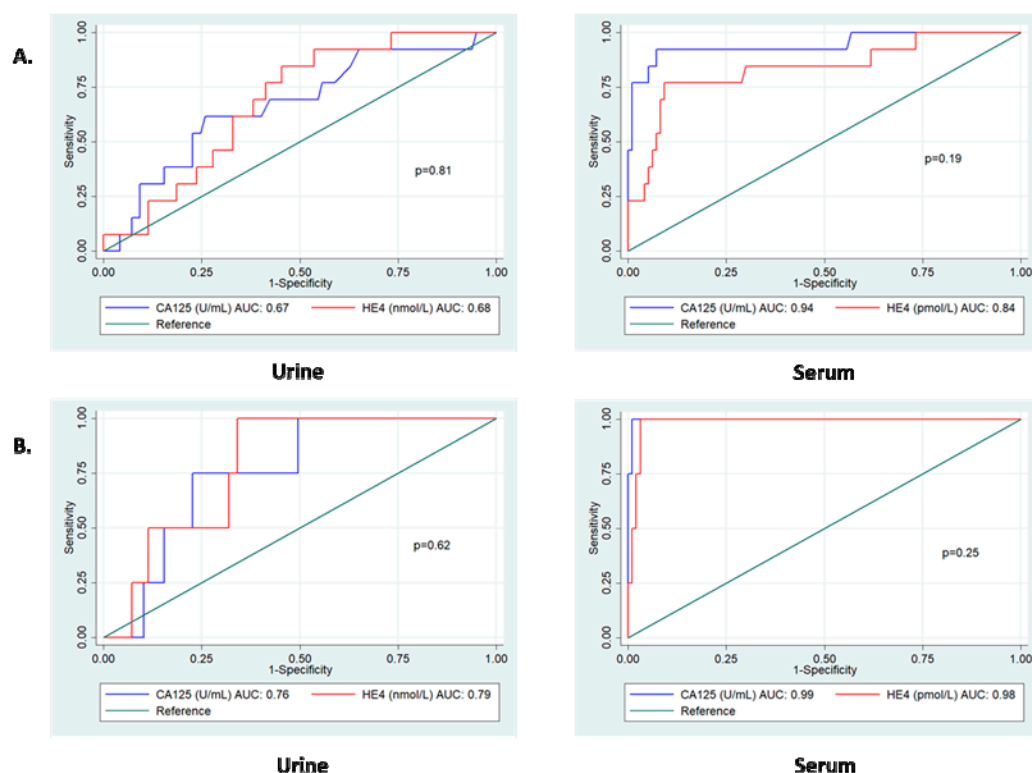 A.
Sensitivity
0.00 0.25 0.50 0.75 1.00
p=0.81
0.00 0.25 0.50 0.75 1.00
1-Specificity
CA125 (U/mL) AUC: 0.67 HE4 (nmol/L) AUC: 0.68
Reference
Urine
Sensitivity
0.00 0.25 0.50 0.75 1.00
p=0.19
0.00 0.25 0.50 0.75 1.00
1-Specificity
CA125 (U/mL) AUC: 0.94 HE4 (pmol/L) AUC: 0.84
Reference
Serum
B.
Sensitivity
0.00 0.25 0.50 0.75 1.00
p=0.62
0.00 0.25 0.50 0.75 1.00
1-Specificity
CA125 (U/mL) AUC: 0.76 HE4 (nmol/L) AUC: 0.79
Reference
Urine
Sensitivity
0.00 0.25 0.50 0.75 1.00
p=0.25
0.00 0.25 0.50 0.75 1.00
1-Specificity
CA125 (U/mL) AUC: 0.99 HE4 (pmol/L) AUC: 0.98
Reference
Serum